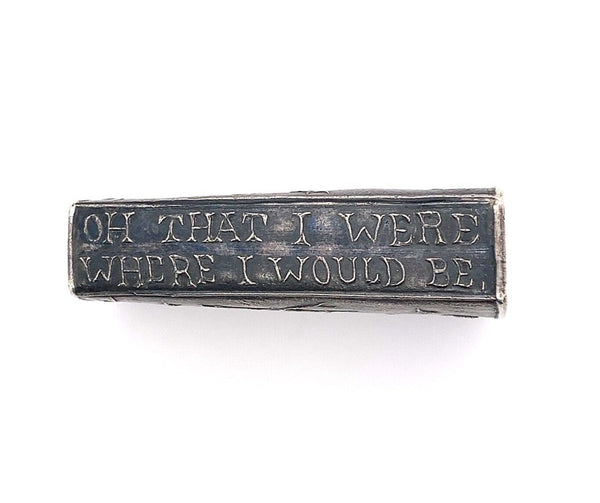 OH THAT I WERE
WHERE I WOULD BE,